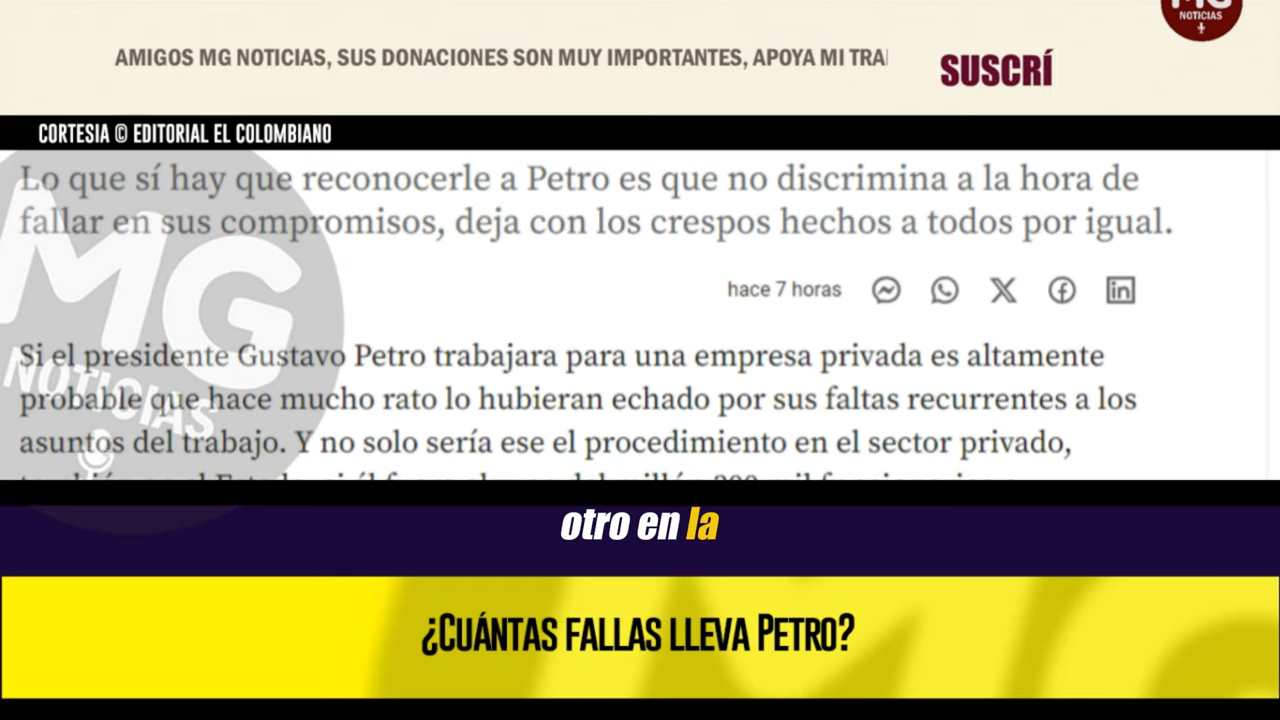 MG
NOTICIAS
AMIGOS MG NOTICIAS, SUS DONACIONES SON MUY IMPORTANTES, APOYA MI TRA
SUSCRÍ
CORTESIA © EDITORIAL EL COLOMBIANO
Lo que sí hay que reconocerle a Petro es que no discrimina a la hora de
fallar en sus compromisos, deja con los crespos hechos a todos por igual.
hace 7 horas
MG
NOTICIAS
Si el presidente Gustavo Petro trabajara para una empresa privada es altamente
probable que hace mucho rato lo hubieran echado por sus faltas recurrentes a los
asuntos del trabajo. Y no solo sería ese el procedimiento en el sector privado,
otro en la
¿CUÁNTAS FALLAS LLEVA PETRO?